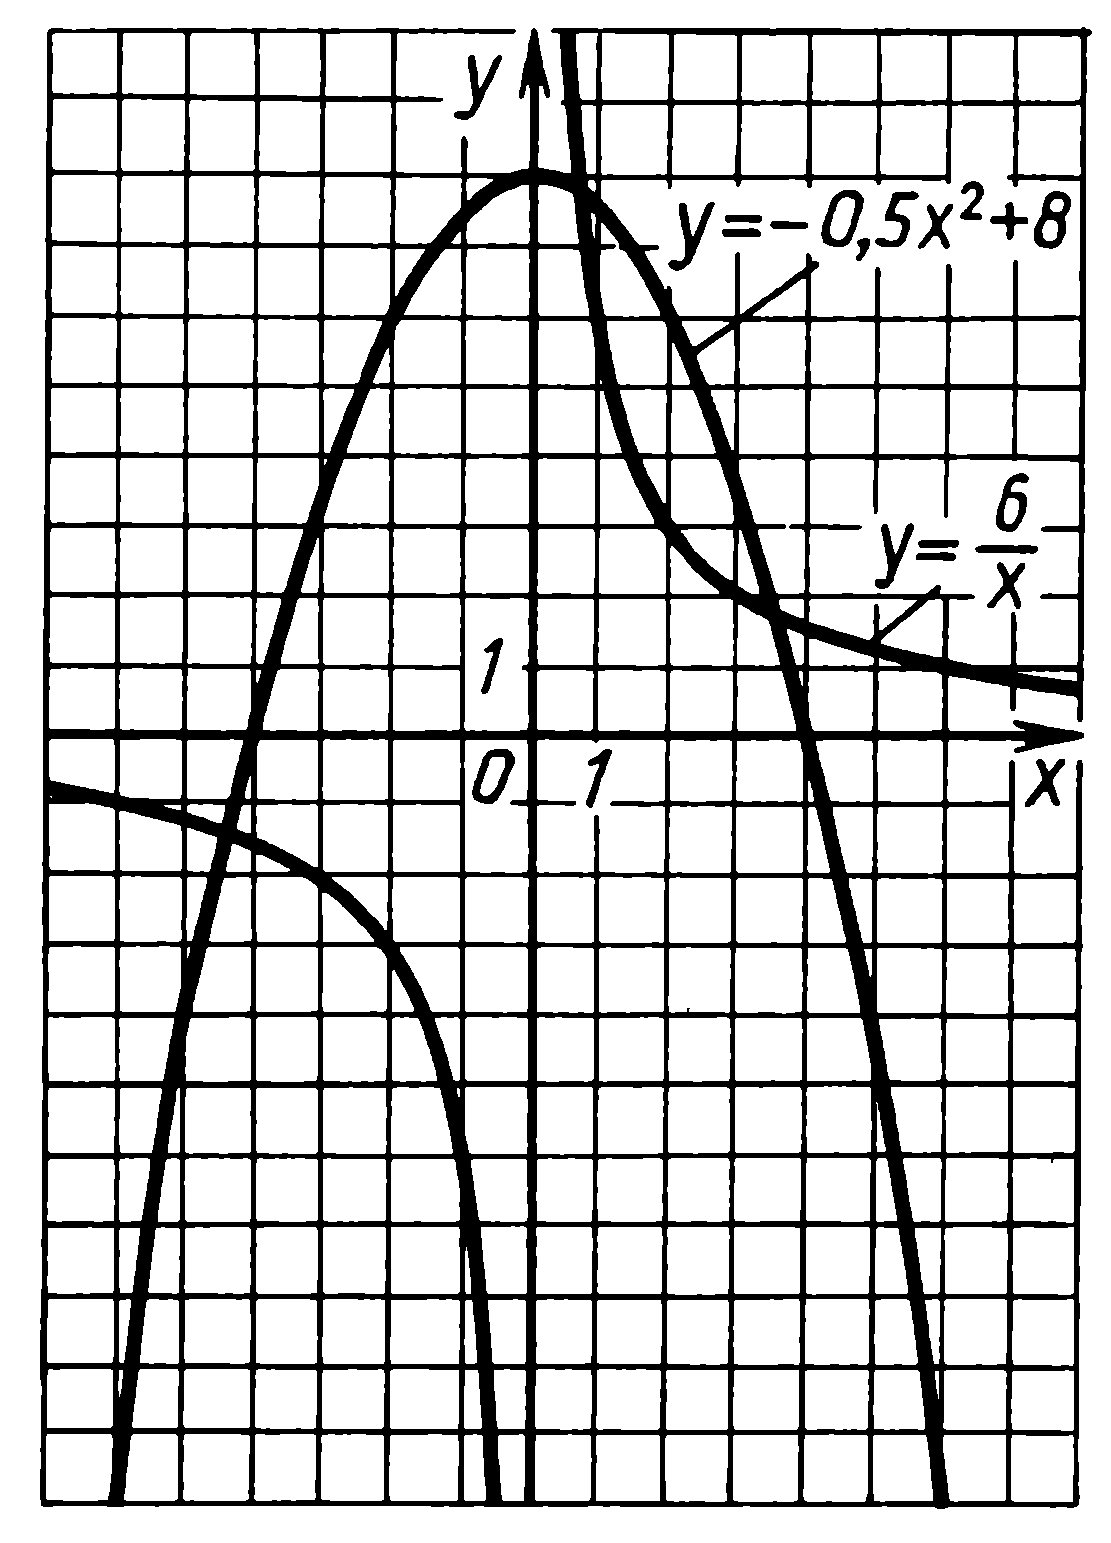 y
y=-0,5x²+8
y=6/x
1
0 1
x